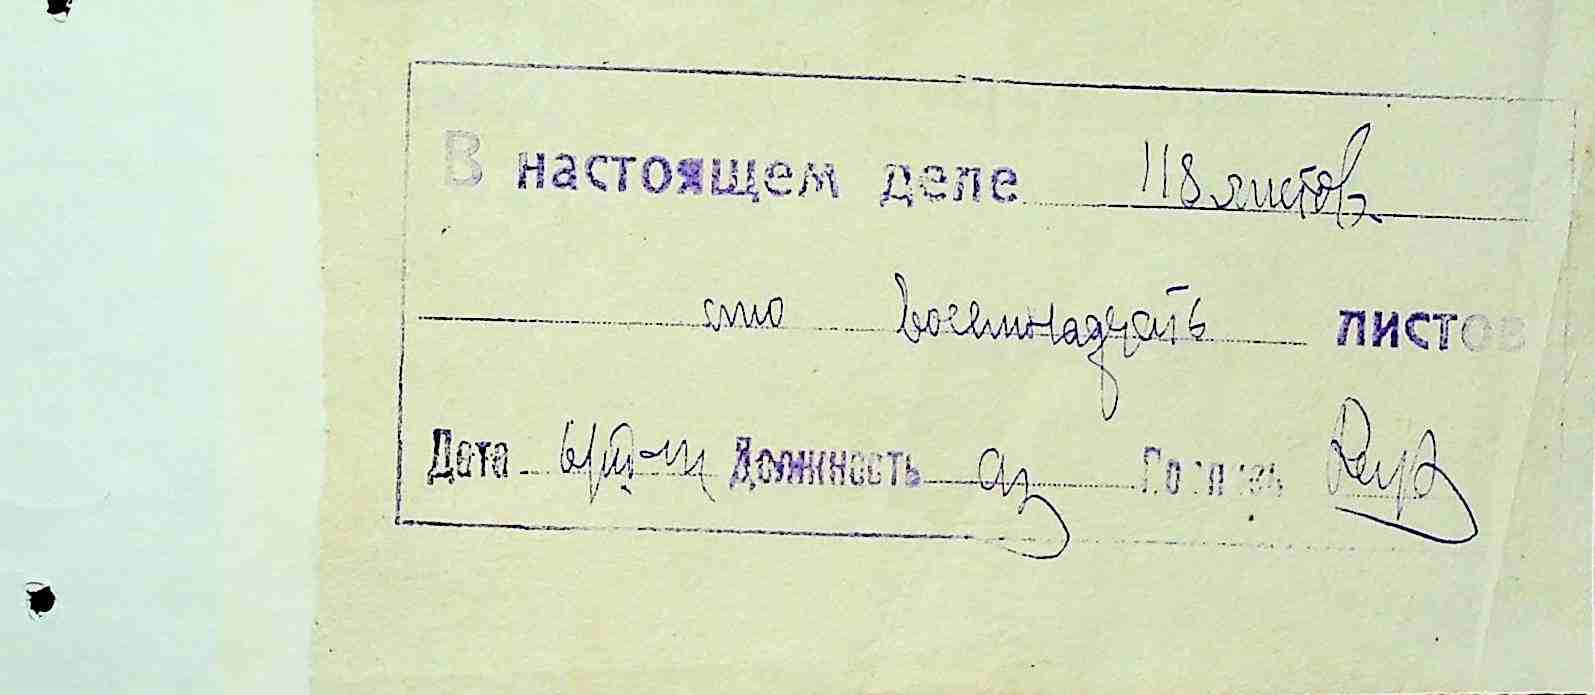 В настоящем деле 118 листов
сто восемнадцать листов
Дата Должность Подпись